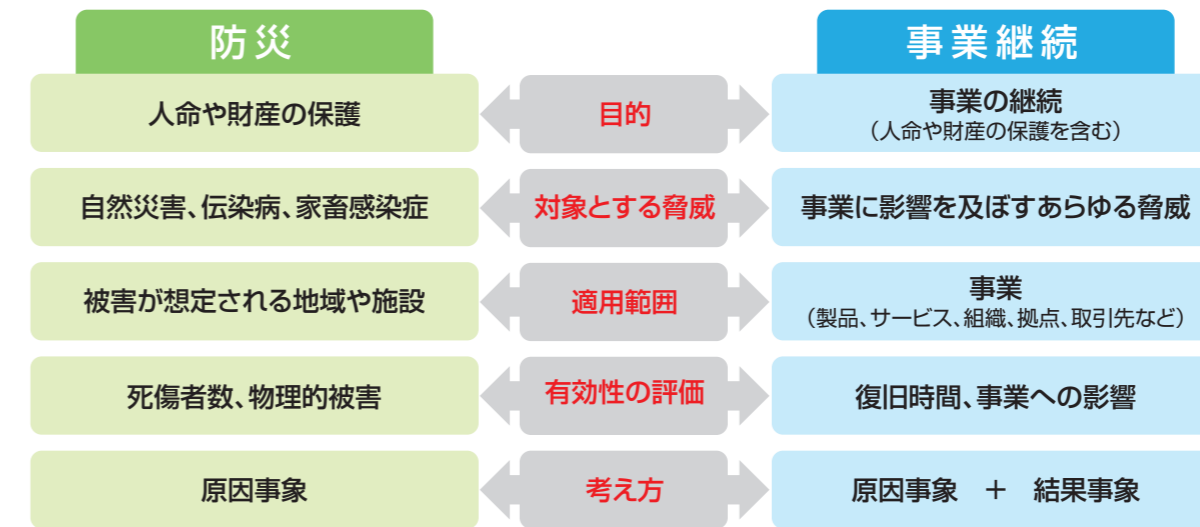 防災
事業継続
人命や財産の保護
目的
事業の継続
（人命や財産の保護を含む）
自然災害、伝染病、家畜感染症
対象とする脅威
事業に影響を及ぼすあらゆる脅威
被害が想定される地域や施設
適用範囲
事業
（製品、サービス、組織、拠点、取引先など）
死傷者数、物理的被害
有効性の評価
復旧時間、事業への影響
原因事象
考え方
原因事象　＋　結果事象